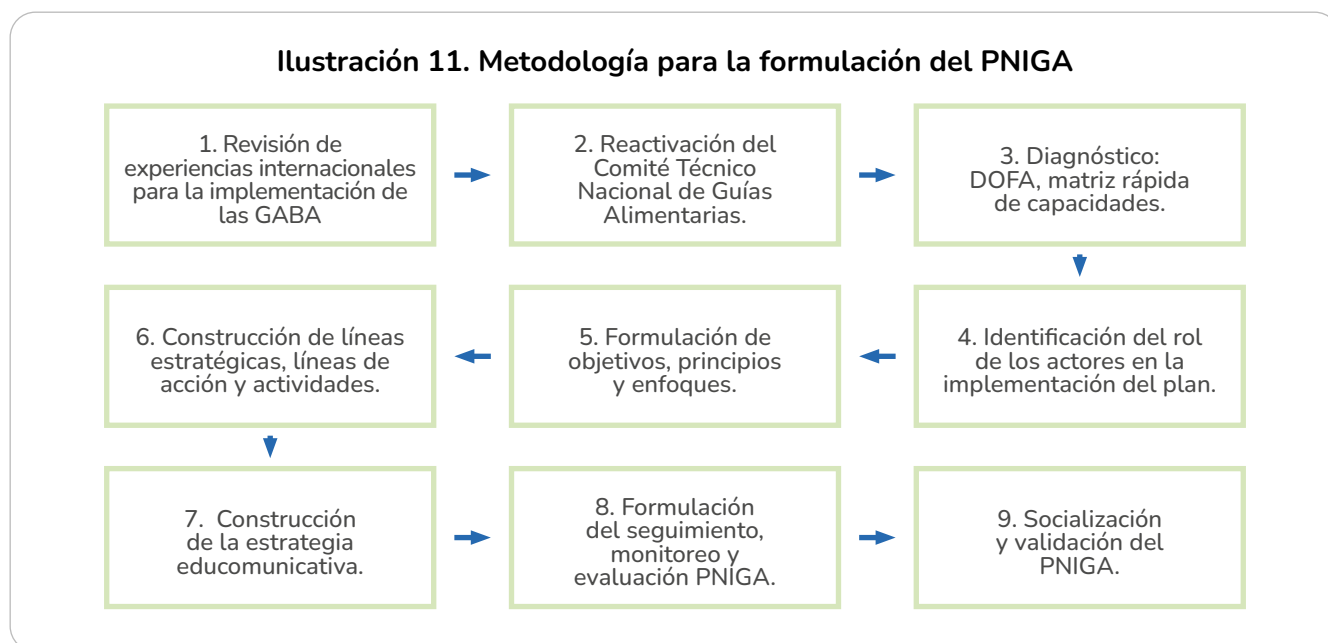 Ilustración 11. Metodología para la formulación del PNIGA
1. Revisión de
experiencias internacionales
para la implementación de
las GABA
2. Reactivación del
Comité Técnico
Nacional de Guías
Alimentarias.
3. Diagnóstico:
DOFA, matriz rápida
de capacidades.
4. Identificación del rol
de los actores en la
implementación del plan.
5. Formulación de
objetivos, principios
y enfoques.
6. Construcción de líneas
estratégicas, líneas de
acción y actividades.
7. Construcción
de la estrategia
educomunicativa.
8. Formulación
del seguimiento,
monitoreo y
evaluación PNIGA.
9. Socialización
y validación del
PNIGA.